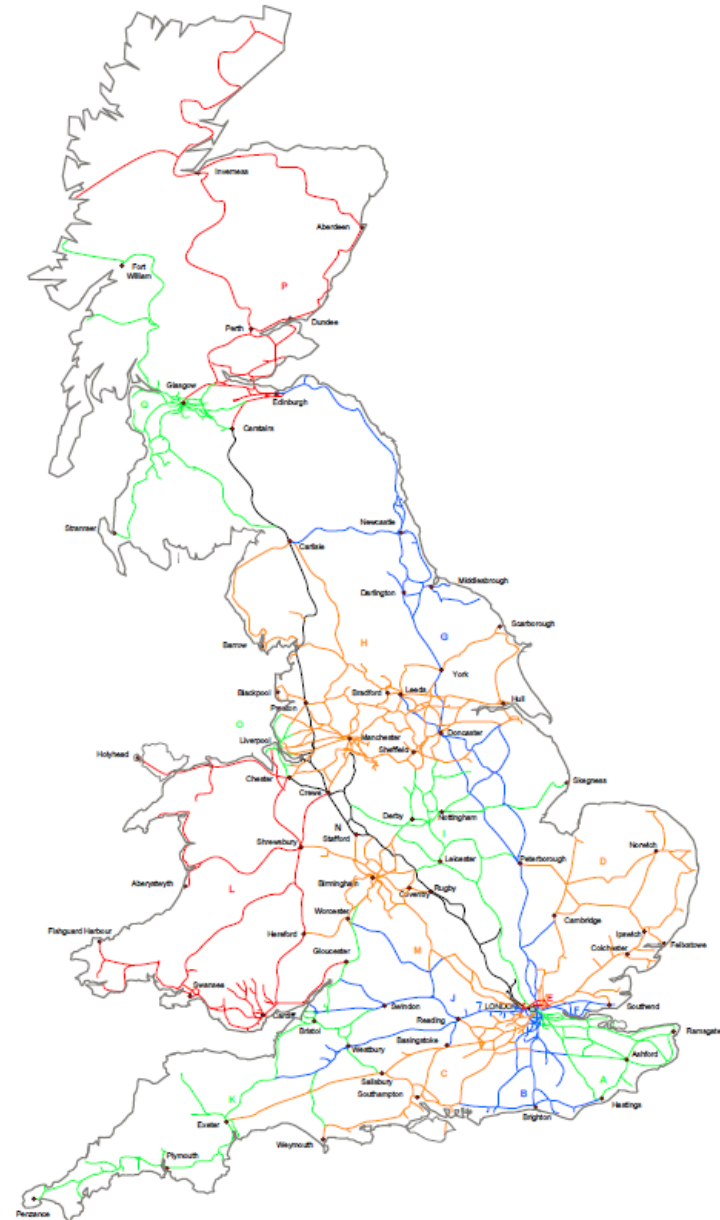 Inverness
Aberdeen
Fort
William
P
Perth
Dundee
Glasgow
Q
Edinburgh
Carstairs
Stranraer
Newcastle
Carlisle
Middlesbrough
Darlington
Scarborough
G
H
Barrow
York
Blackpool
Bradford
Leeds
Preston
Hull
O
Doncaster
Liverpool
Manchester
Sheffield
Holyhead
Chester
Skegness
Crewe
Derby
Nottingham
N
Stafford
I
Shrewsbury
Norwich
Leicester
Peterborough
D
Birmingham
Aberystwyth
L
Coventry
Rugby
Worcester
Cambridge
Ipswich
Fishguard Harbour
Hereford
Colchester
Felixstowe
M
Gloucester
Swansea
E
J
Swindon
LONDON
Southend
Cardiff
Reading
Bristol
Ramsgate
Basingstoke
Westbury
Ashford
Salisbury
C
K
Southampton
B
A
Hastings
Exeter
Brighton
Weymouth
Plymouth
Penzance